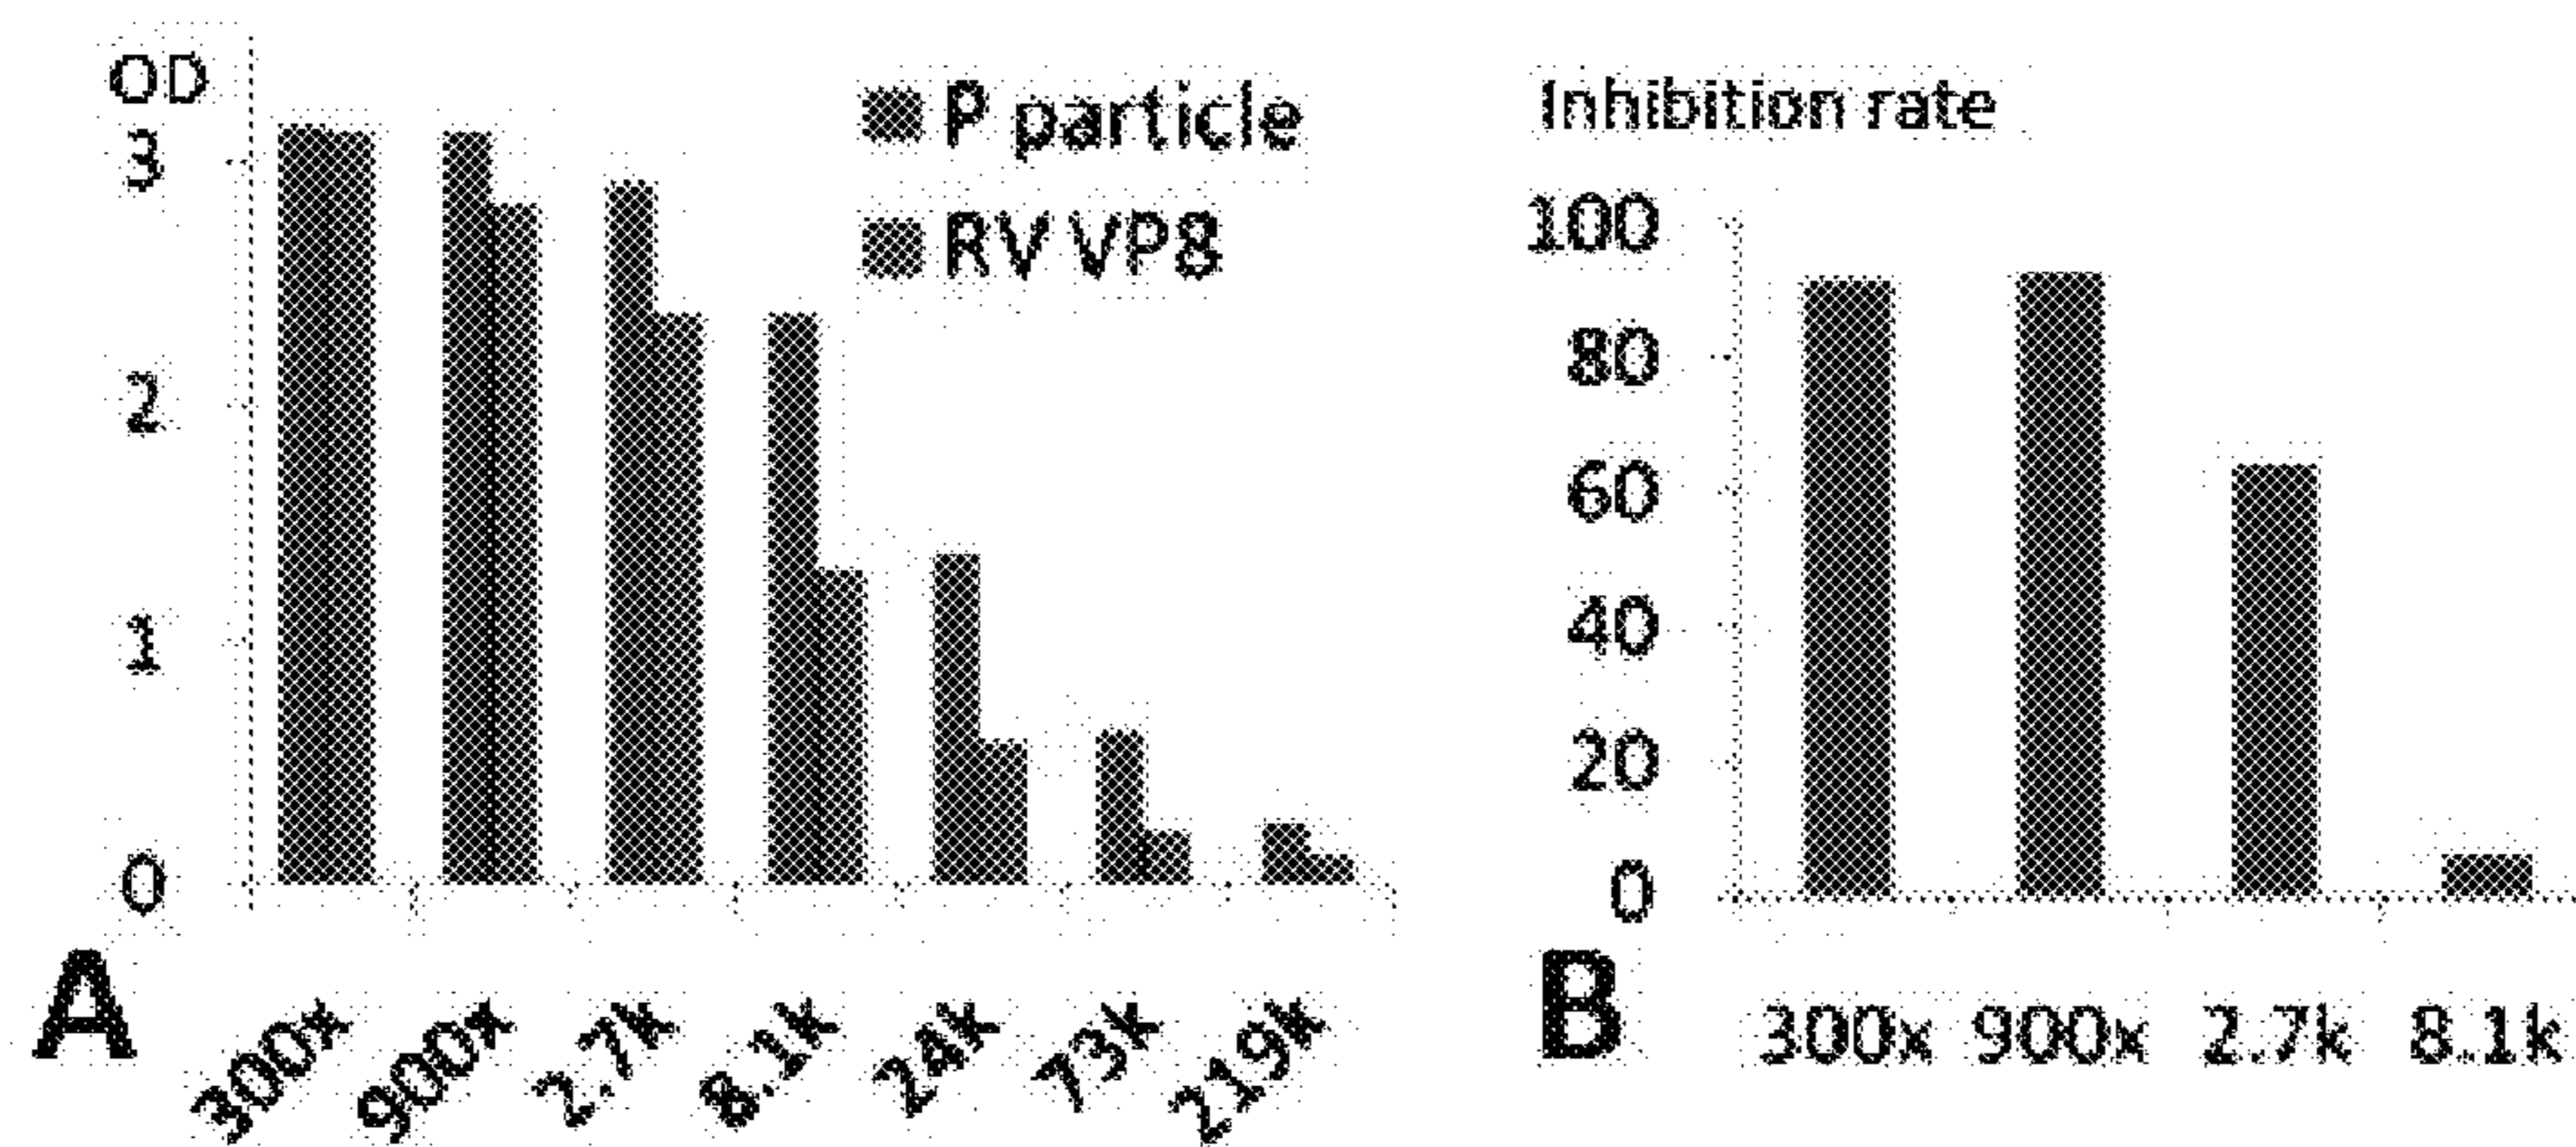 OD
3
2
1
0
P particle
RV VP8
A
300x
900x
2.7k
8.1k
24k
73k
219k
Inhibition rate
100
80
60
40
20
0
B
300x 900x 2.7k 8.1k